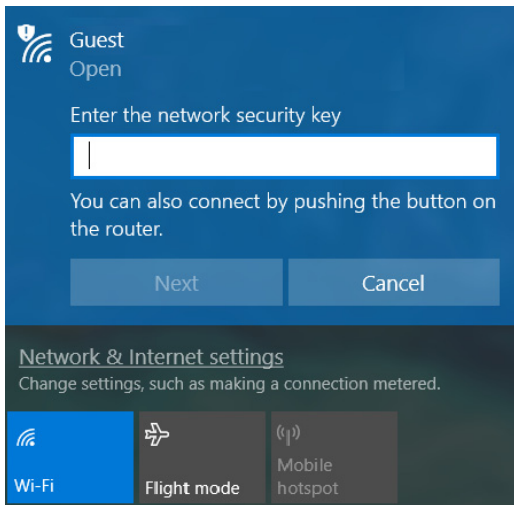 Guest
Open
Enter the network security key
You can also connect by pushing the button on
the router.
Next Cancel
Network & Internet settings
Change settings, such as making a connection metered.
Wi-Fi Flight mode Mobile
hotspot